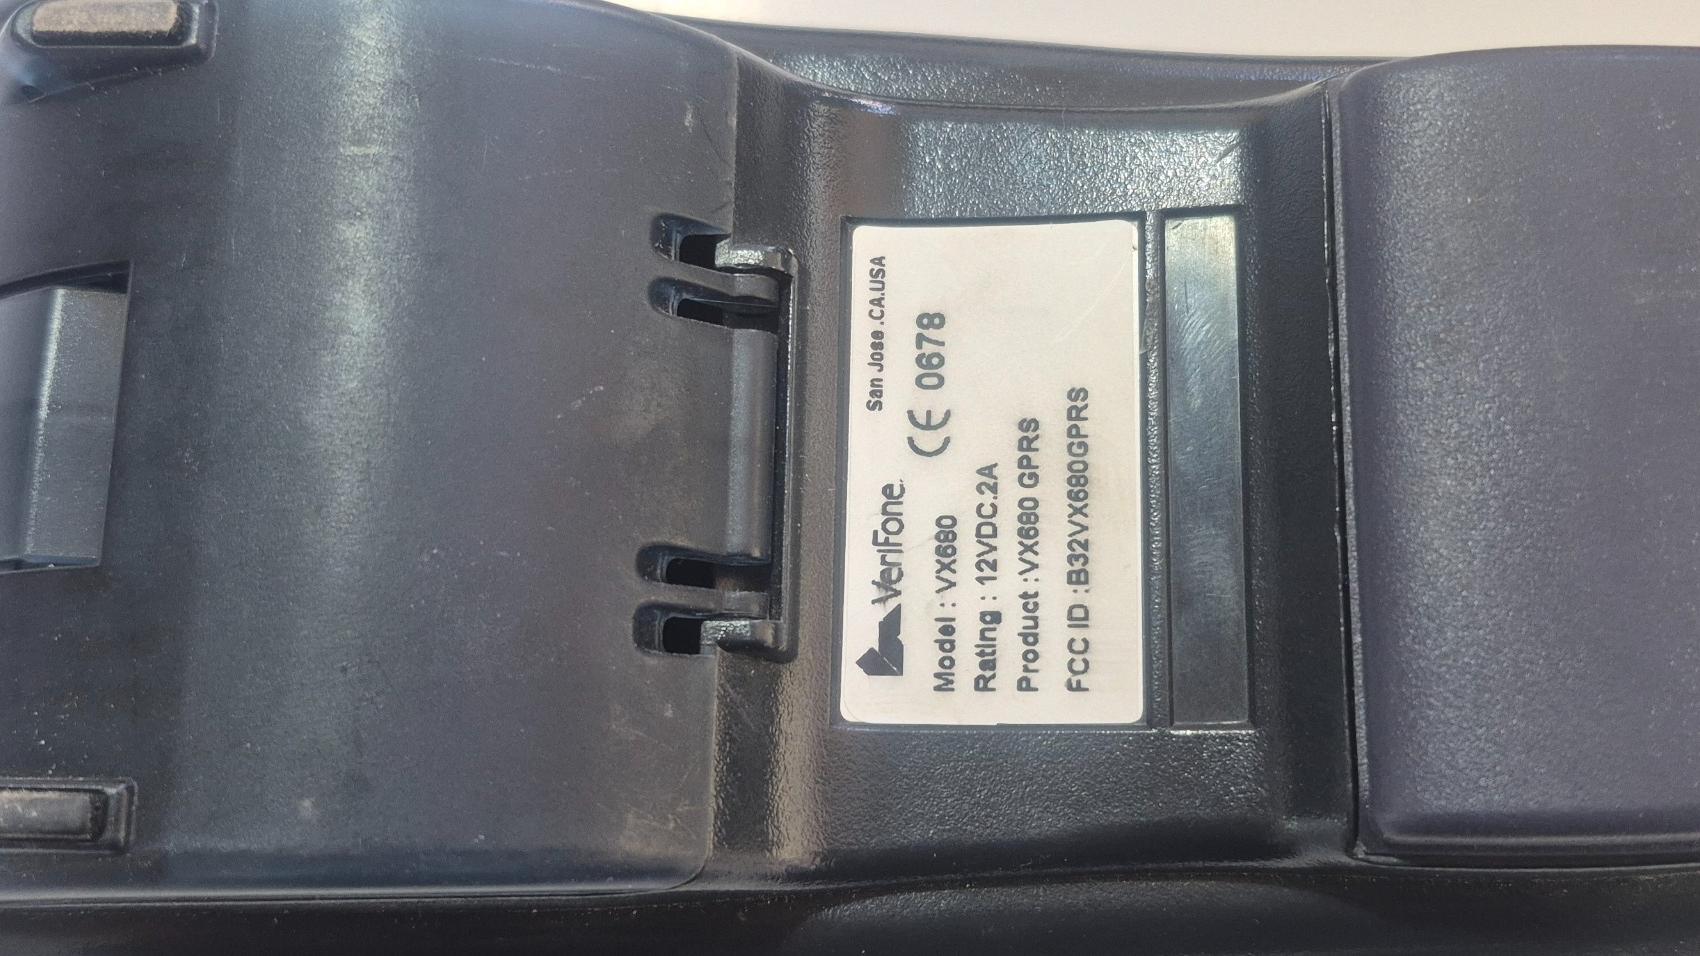 VeriFone. San Jose.CA.USA
Model : VX680 CE 0678
Rating : 12VDC.2A
Product :VX680 GPRS
FCC ID :B32VX680GPRS